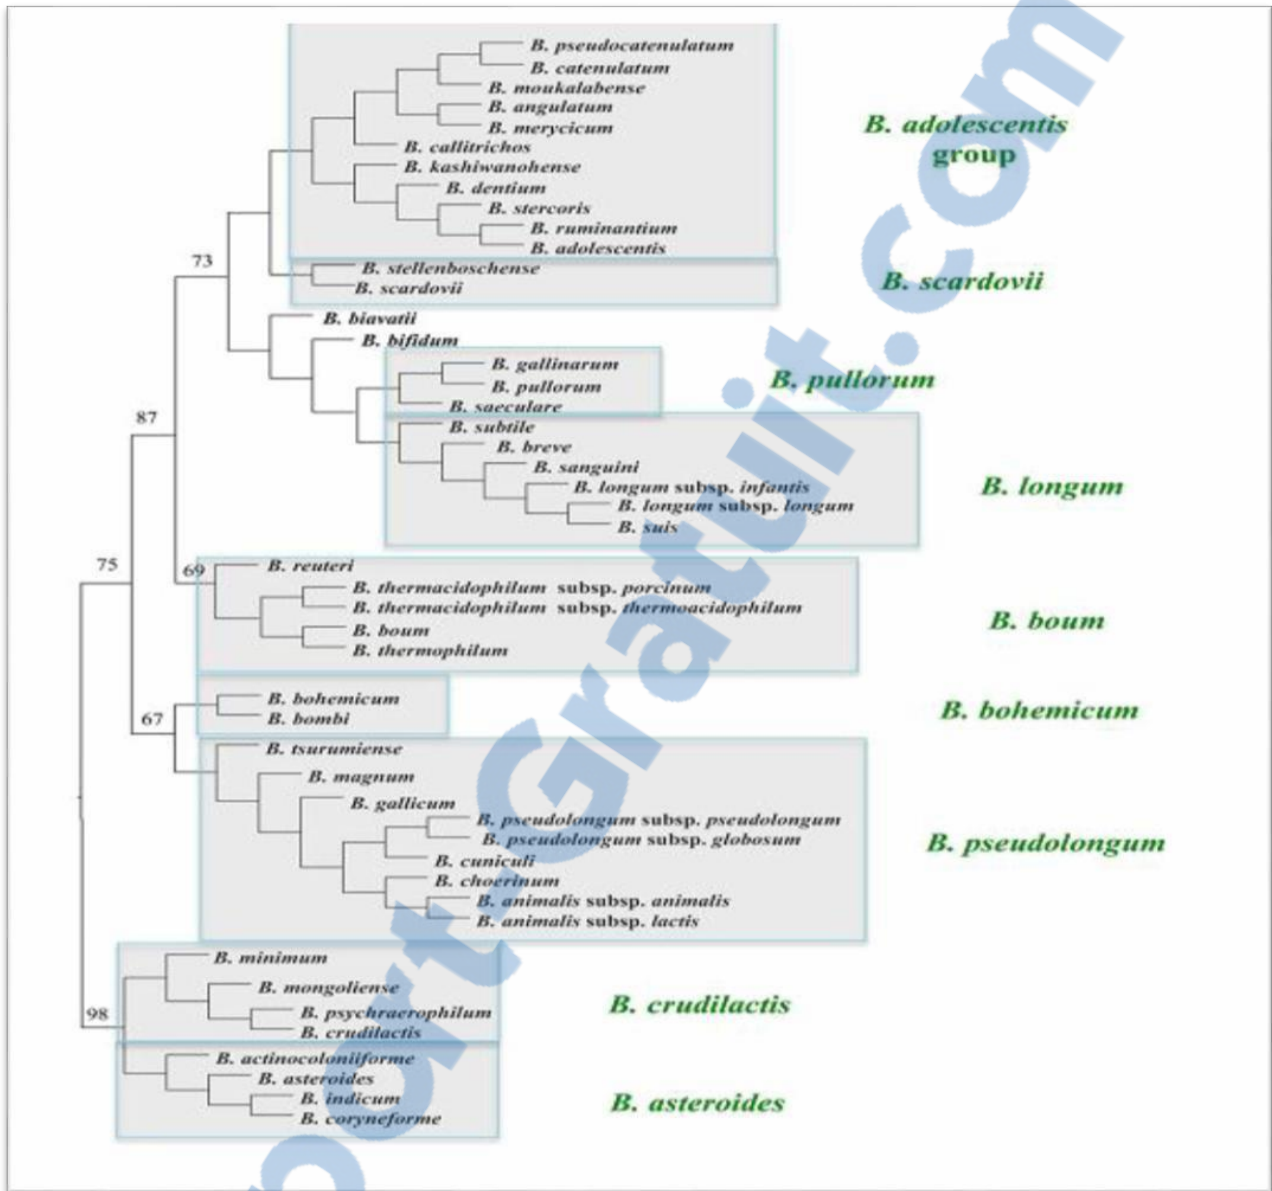 B. pseudocatenulatum
B. catenulatum
B. moukalabense
B. angulatum
B. merycicum
B. adolescentis
group
B. callitrichos
B. kashiwanohense
B. dentium
B. stercoris
B. ruminantium
B. adolescentis
73
B. stellenboschense
B. scardovii
B. scardovii
B. biavatii
B. bifidum
B. gallinarum
B. pullorum
B. pullorum
B. saeculare
87
B. subtile
B. breve
B. sanguini
B. longum subsp. infantis
B. longum
B. longum subsp. longum
B. suis
75
69
B. reuteri
B. thermacidophilum subsp. porcinum
B. thermacidophilum subsp. thermoacidophilum
B. boum
B. boum
B. thermophilum
B. bohemicum
B. bohemicum
67
B. bombi
B. tsurumiense
B. magnum
B. gallicum
B. pseudolongum subsp. pseudolongum
B. pseudolongum subsp. globosum
B. pseudolongum
B. cuniculi
B. choerinum
B. animalis subsp. animalis
B. animalis subsp. lactis
B. minimum
B. mongoliense
B. crudilactis
98
B. psychraerophilum
B. crudilactis
B. actinocoloniiforme
B. asteroides
B. indicum
B. asteroides
B. coryneforme
port-Gratuit.com